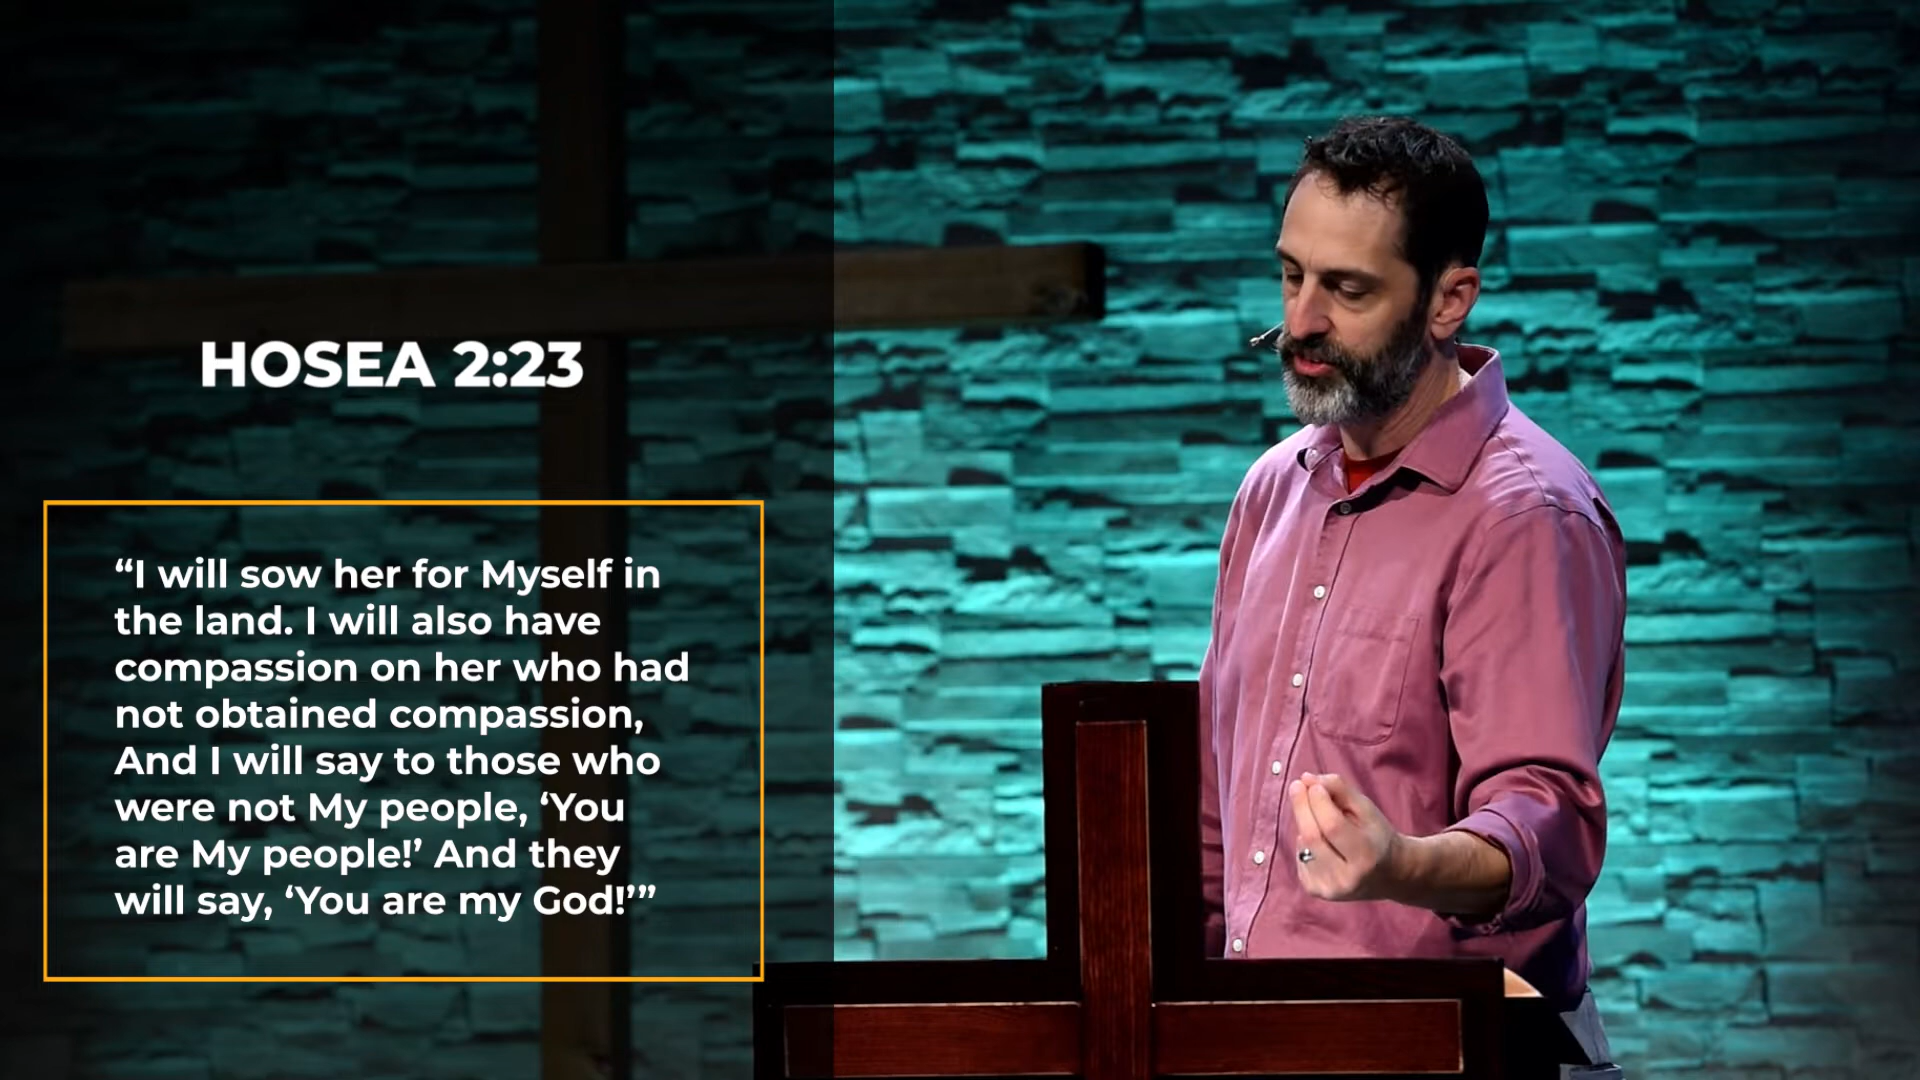 HOSEA 2:23
“I will sow her for Myself in
the land. I will also have
compassion on her who had
not obtained compassion,
And I will say to those who
were not My people, ‘You
are My people!’ And they
will say, ‘You are my God!’”